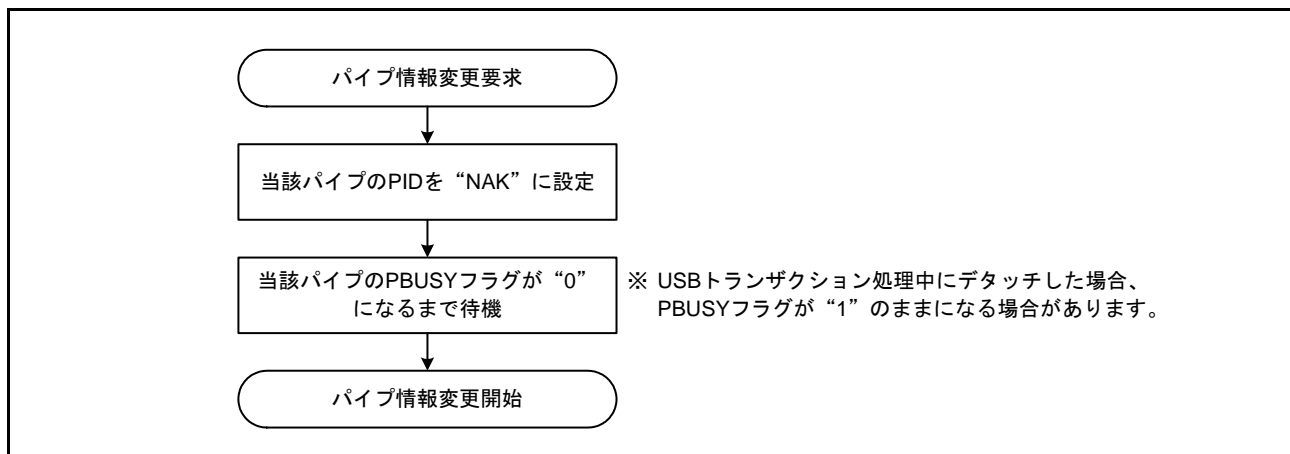 パイプ情報変更要求
当該パイプのPIDを“NAK”に設定
当該パイプのPBUSYフラグが“0”
になるまで待機
※ USBトランザクション処理中にデタッチした場合、
PBUSYフラグが“1”のままになる場合があります。
パイプ情報変更開始